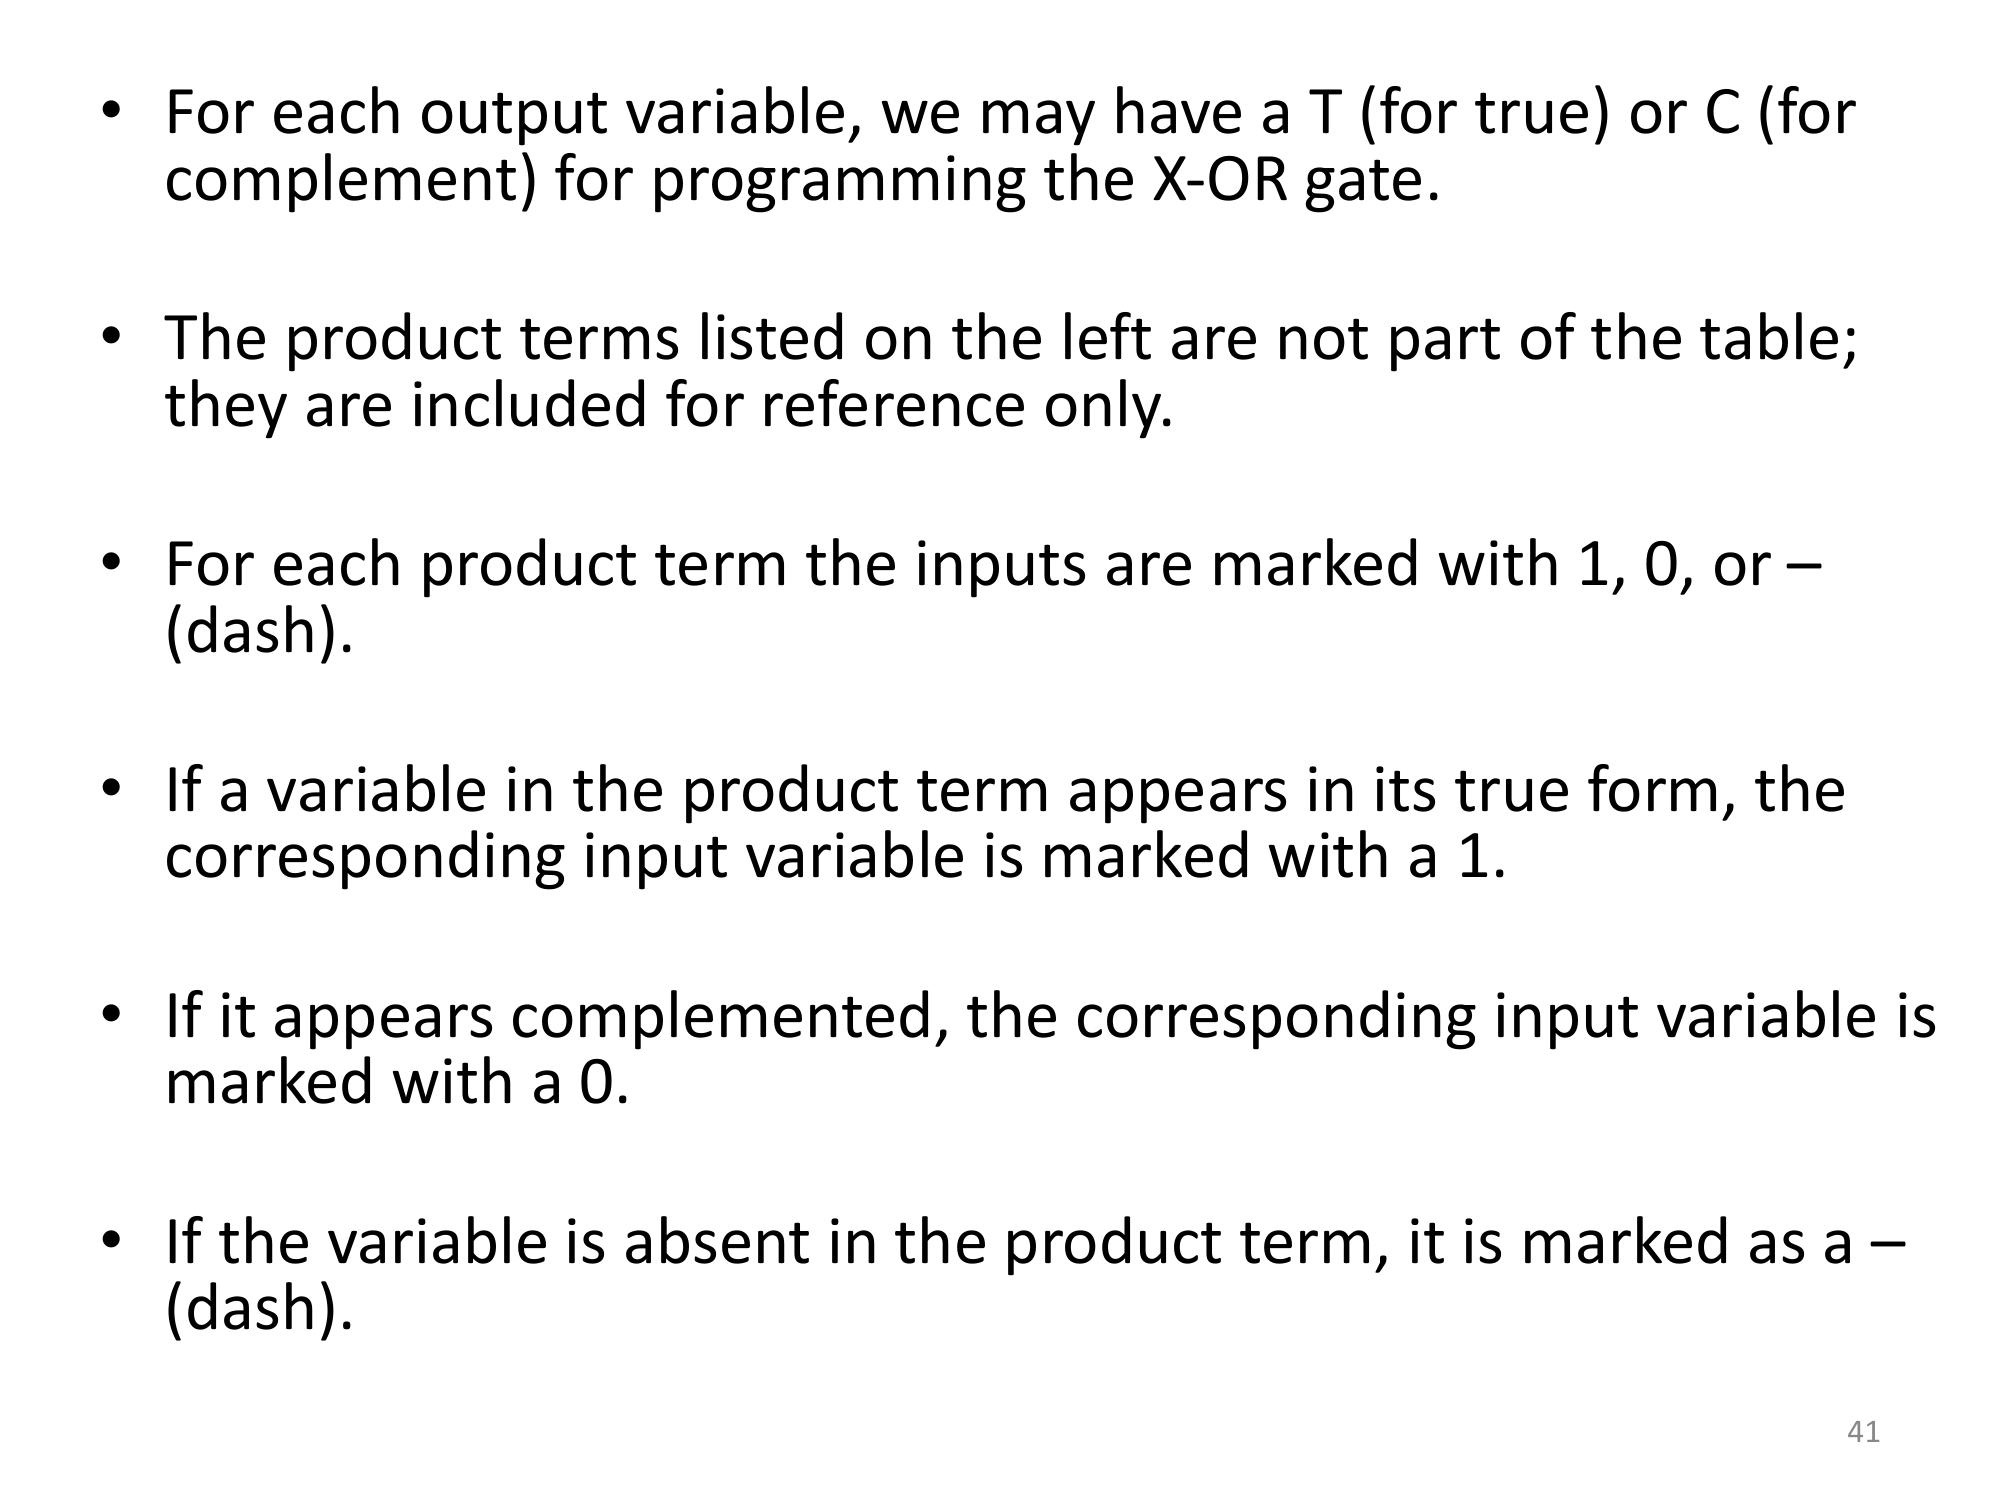 • For each output variable, we may have a T (for true) or C (for
complement) for programming the X-OR gate.
• The product terms listed on the left are not part of the table;
they are included for reference only.
• For each product term the inputs are marked with 1, 0, or –
(dash).
• If a variable in the product term appears in its true form, the
corresponding input variable is marked with a 1.
• If it appears complemented, the corresponding input variable is
marked with a 0.
• If the variable is absent in the product term, it is marked as a –
(dash).
41